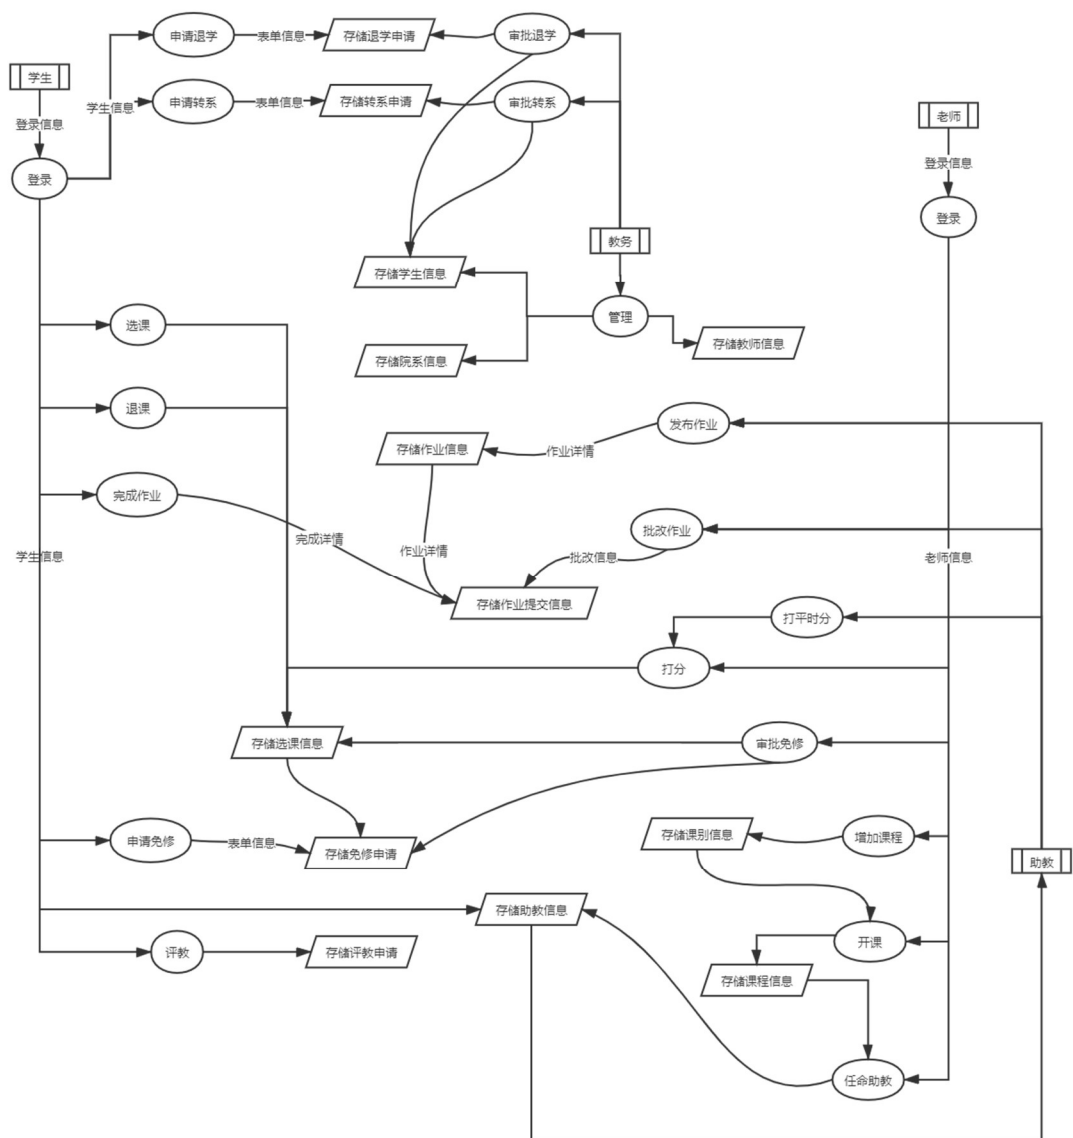 申请退学
表单信息
存储退学申请
审批退学
学生
申请转系
表单信息
存储转系申请
审批转系
学生信息
登录信息
登录
老师
登录信息
登录
教务
存储学生信息
管理
存储教师信息
存储院系信息
选课
退课
发布作业
存储作业信息
作业详情
完成作业
完成详情
作业详情
批改作业
批改信息
学生信息
老师信息
存储作业提交信息
打平时分
打分
存储选课信息
审批免修
申请免修
表单信息
存储免修申请
存储课别信息
增加课程
助教
存储助教信息
开课
评教
存储评教申请
存储课程信息
任命助教